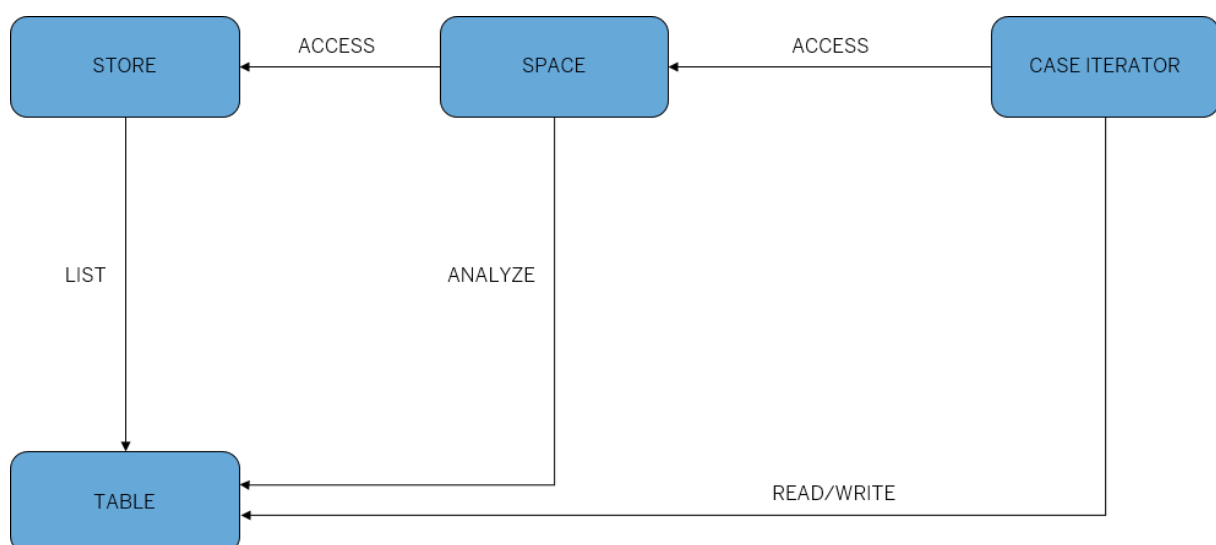 ACCESS
ACCESS
STORE
SPACE
CASE ITERATOR
LIST
ANALYZE
READ/WRITE
TABLE